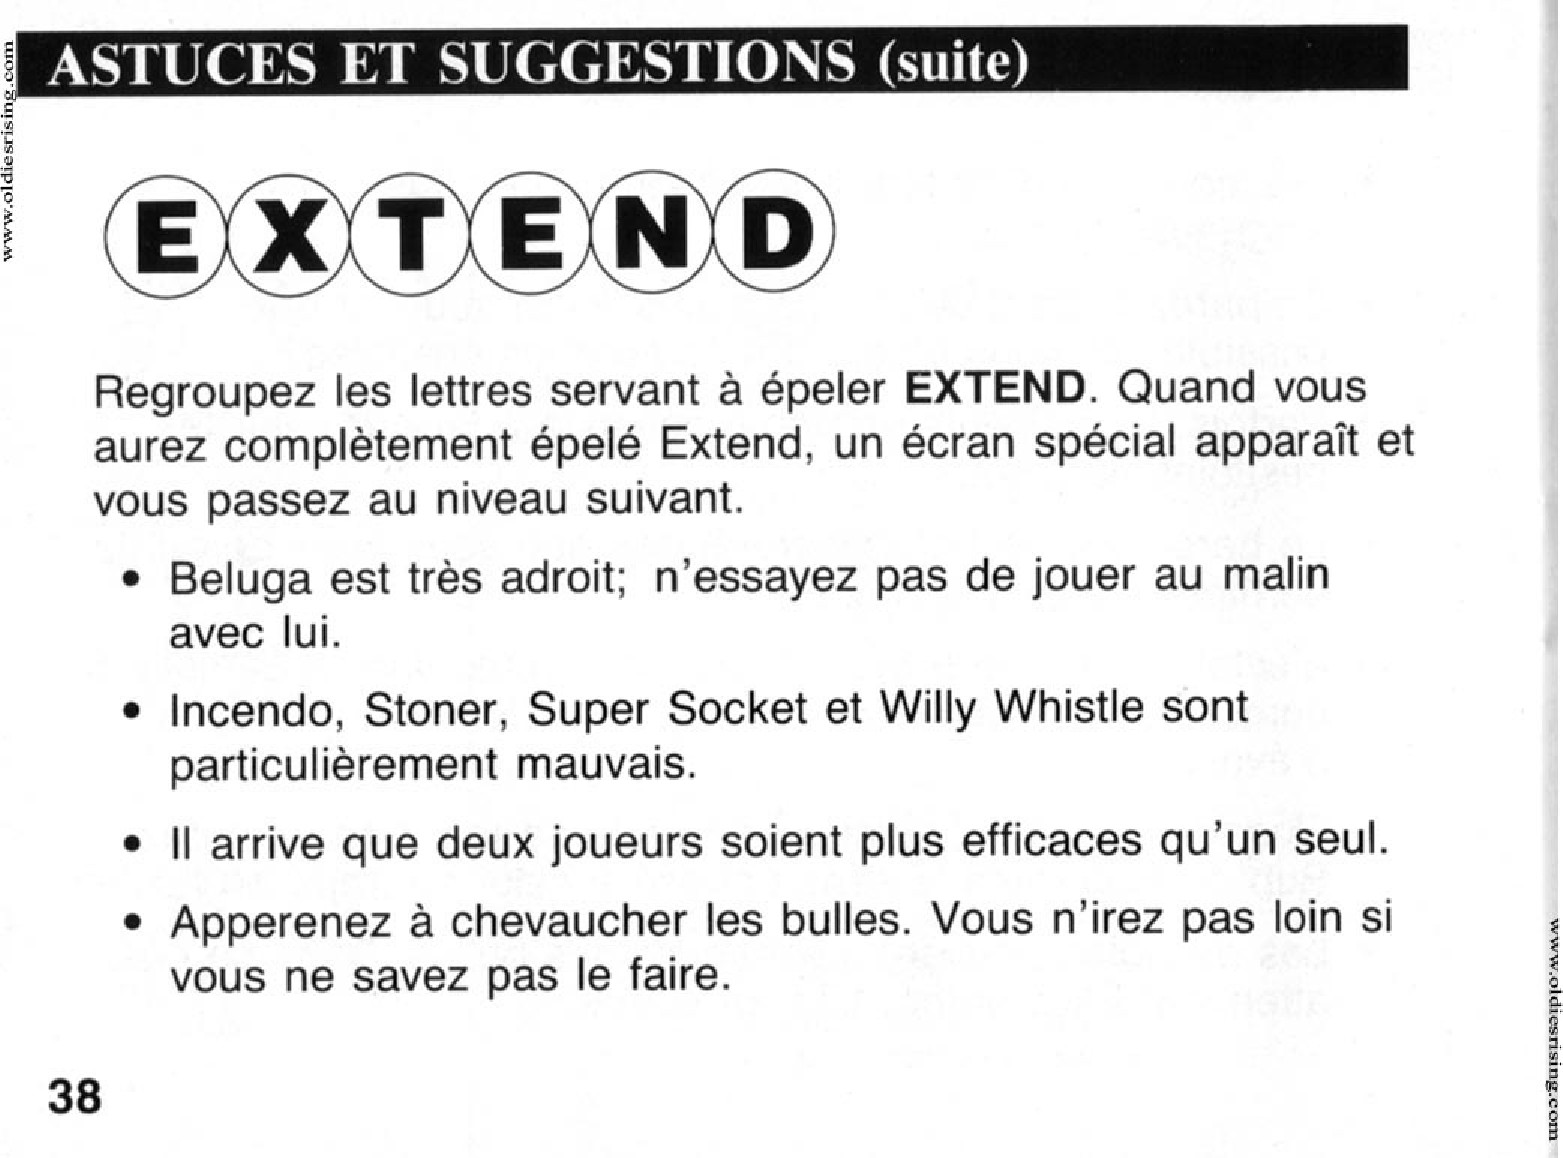 ASTUCES ET SUGGESTIONS (suite)
EXTEND
Regroupez les lettres servant à épeler EXTEND. Quand vous
aurez complètement épelé Extend, un écran spécial apparaît et
vous passez au niveau suivant.
• Beluga est très adroit; n'essayez pas de jouer au malin
avec lui.
• Incendo, Stoner, Super Socket et Willy Whistle sont
particulièrement mauvais.
• Il arrive que deux joueurs soient plus efficaces qu'un seul.
• Apperenez à chevaucher les bulles. Vous n'irez pas loin si
vous ne savez pas le faire.
38
www.oldiesrising.com
www.oldiesrising.com